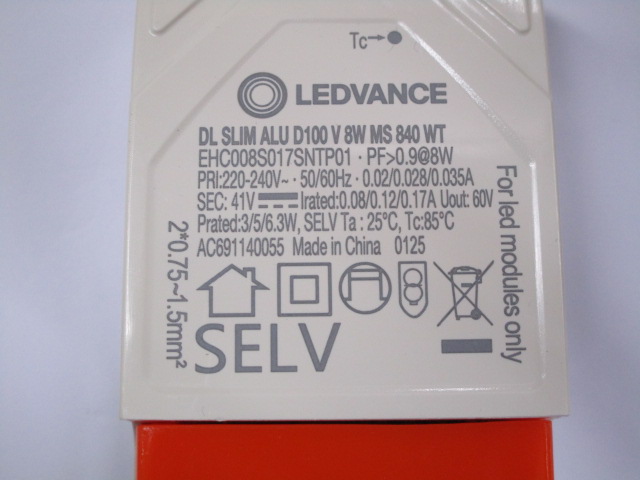 Tc
LEDVANCE
DL SLIM ALU D100 V 8W MS 840 WT
EHC008S017SNTP01 · PF>0.9@8W
PRI:220-240V~ · 50/60Hz · 0.02/0.028/0.035A
SEC: 41V Irated:0.08/0.12/0.17A Uout: 60V
Prated:3/5/6.3W, SELV Ta : 25°C, Tc:85°C
AC691140055 Made in China 0125
SELV
2*0.75~1.5mm²
For led modules only